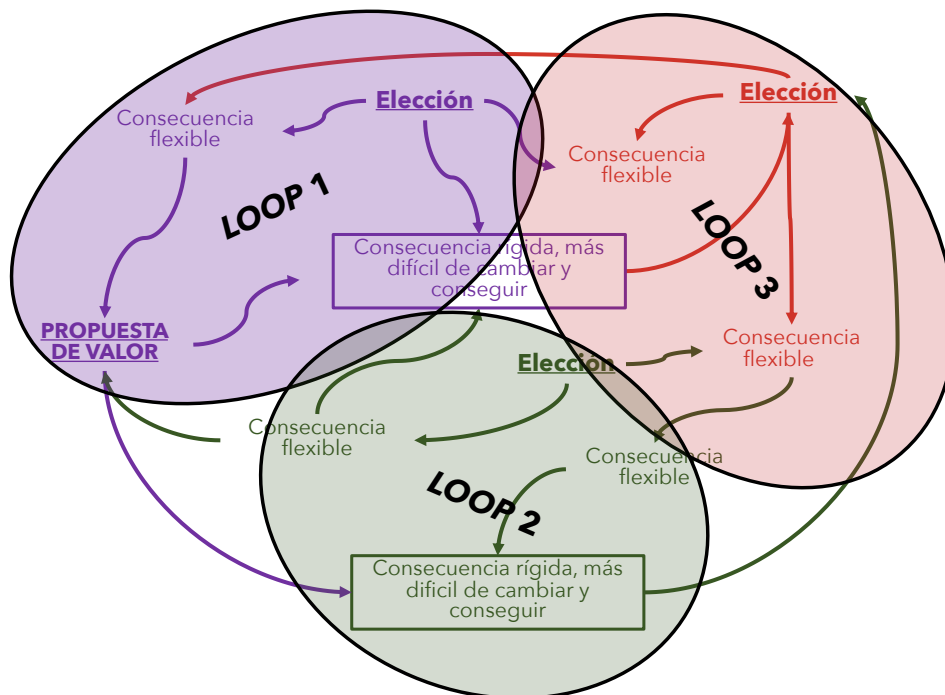 Elección
Consecuencia
flexible
Elección
Consecuencia
flexible
LOOP 1
LOOP 3
Consecuencia rígida, más
difícil de cambiar y
conseguir
PROPUESTA
DE VALOR
Elección
Consecuencia
flexible
Consecuencia
flexible
Consecuencia
flexible
LOOP 2
Consecuencia rígida, más
dificil de cambiar y
conseguir